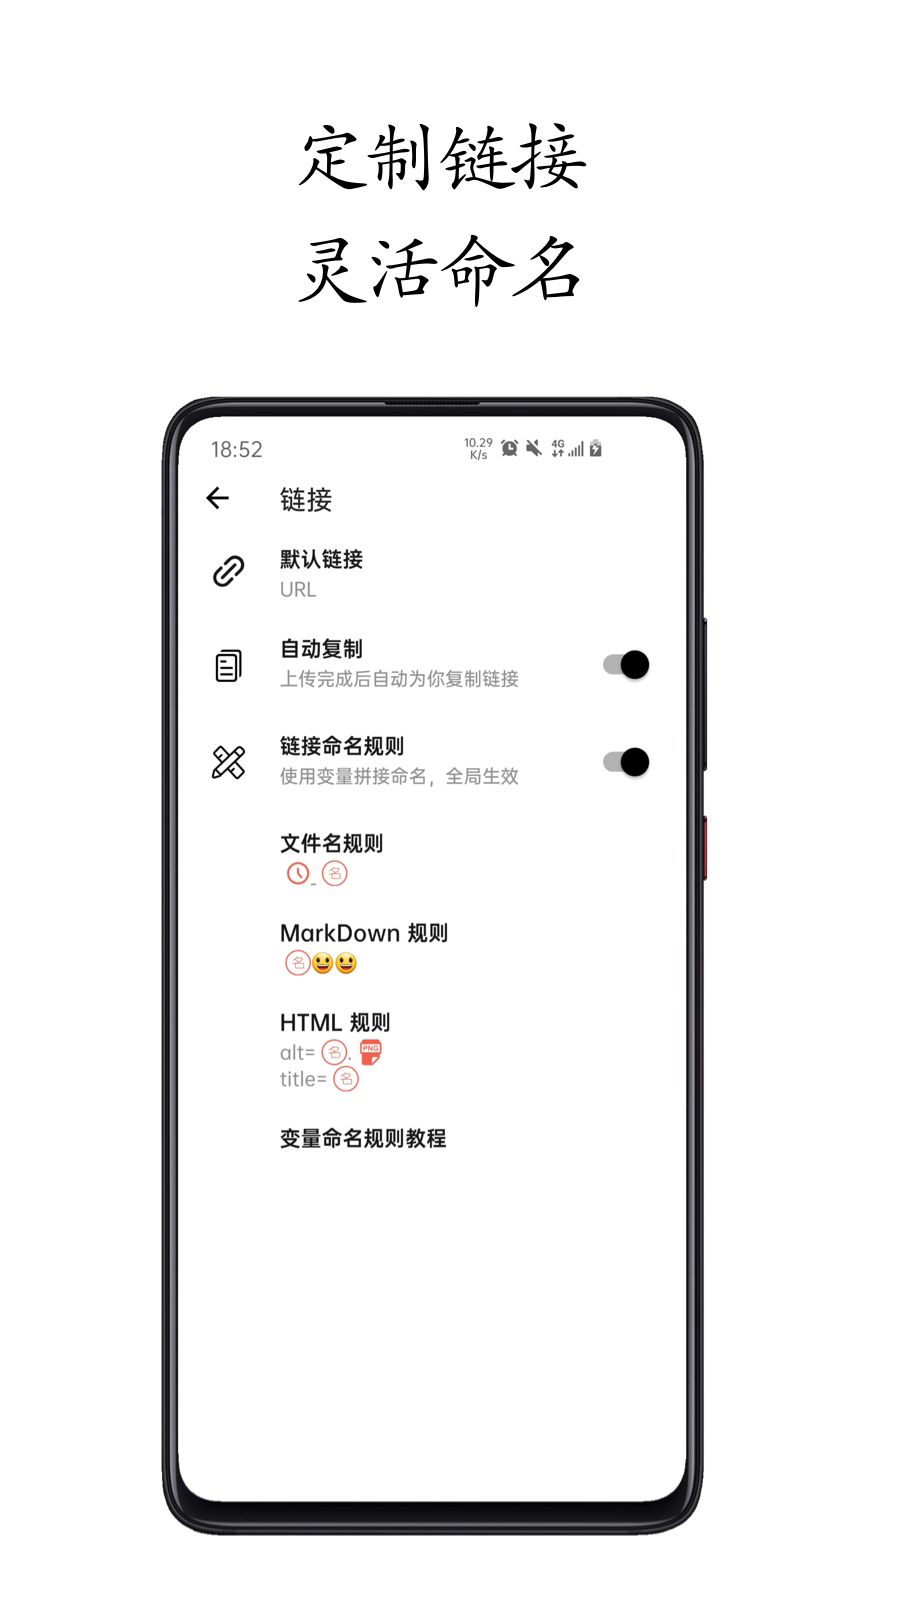 定制链接
灵活命名
18:52
10.29
K/s
4G
链接
默认链接
URL
自动复制
上传完成后自动为你复制链接
链接命名规则
使用变量拼接命名，全局生效
文件名规则
_ 名
MarkDown 规则
名😃😃
HTML 规则
alt= 名. PNG
title= 名
变量命名规则教程